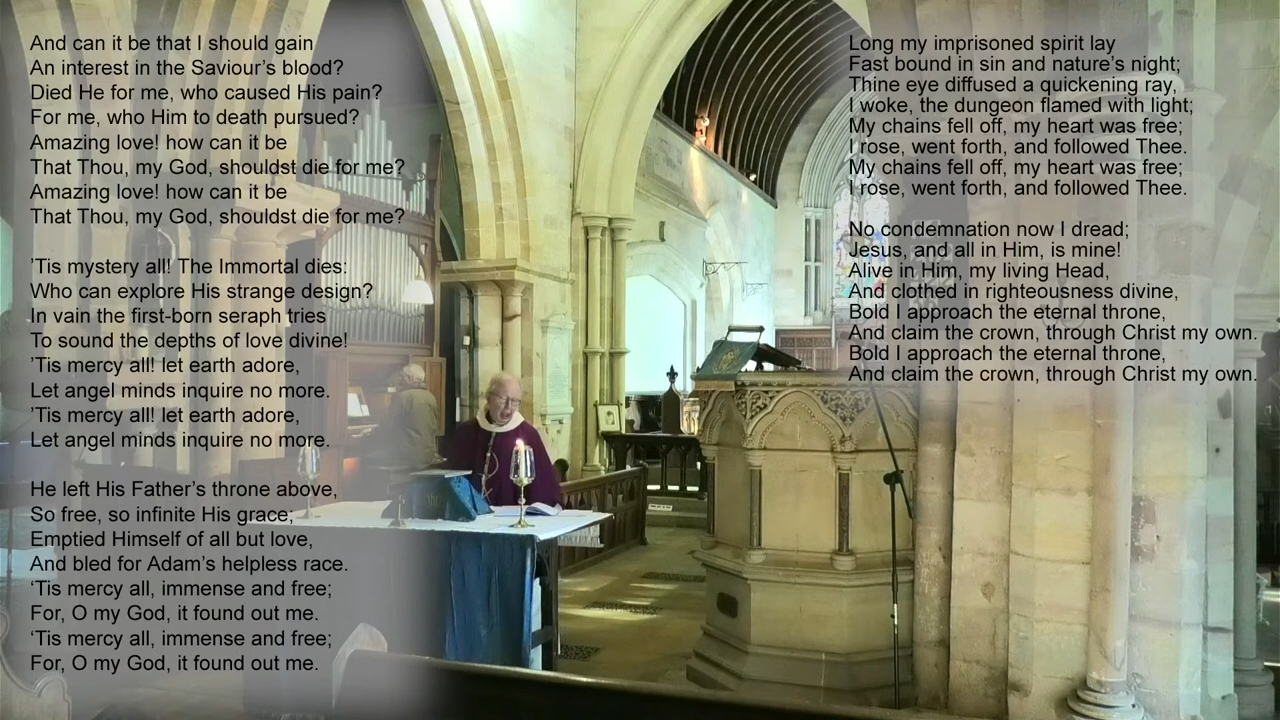 And can it be that I should gain
An interest in the Saviour’s blood?
Died He for me, who caused His pain?
For me, who Him to death pursued?
Amazing love! how can it be
That Thou, my God, shouldst die for me?
Amazing love! how can it be
That Thou, my God, shouldst die for me?
’Tis mystery all! The Immortal dies:
Who can explore His strange design?
In vain the first-born seraph tries
To sound the depths of love divine!
’Tis mercy all! let earth adore,
Let angel minds inquire no more.
’Tis mercy all! let earth adore,
Let angel minds inquire no more.
He left His Father’s throne above,
So free, so infinite His grace;
Emptied Himself of all but love,
And bled for Adam’s helpless race.
‘Tis mercy all, immense and free;
For, O my God, it found out me.
‘Tis mercy all, immense and free;
For, O my God, it found out me.
Long my imprisoned spirit lay
Fast bound in sin and nature’s night;
Thine eye diffused a quickening ray,
I woke, the dungeon flamed with light;
My chains fell off, my heart was free;
I rose, went forth, and followed Thee.
My chains fell off, my heart was free;
I rose, went forth, and followed Thee.
No condemnation now I dread;
Jesus, and all in Him, is mine!
Alive in Him, my living Head,
And clothed in righteousness divine,
Bold I approach the eternal throne,
And claim the crown, through Christ my own.
Bold I approach the eternal throne,
And claim the crown, through Christ my own.